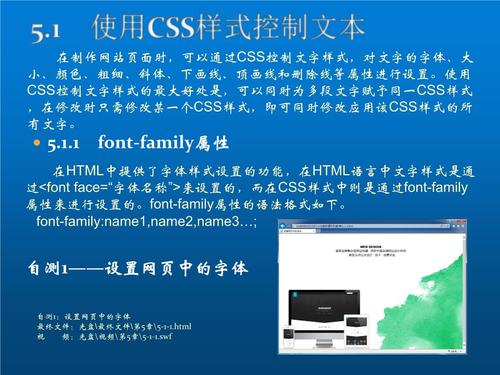 5.1 使用CSS样式控制文本
在制作网站页面时，可以通过CSS控制文字样式，对文字的字体、大
小、颜色、粗细、斜体、下画线、顶画线和删除线等属性进行设置。使用
CSS控制文字样式的最大好处是，可以同时为多段文字赋予同一CSS样
式，在修改时只需修改某一个CSS样式，即可同时修改应用该CSS样式的所
有文字。
5.1.1 font-family属性
在HTML中提供了字体样式设置的功能，在HTML语言中文字样式是通
过<font face=“字体名称”>来设置的，而在CSS样式中则是通过font-family
属性来进行设置的。font-family属性的语法格式如下。
font-family:name1,name2,name3…;
自测1——设置网页中的字体
WEB DESIGN
自测1：设置网页中的字体
最终文件：光盘\最终文件\第5章\5-1-1.html
视 频：光盘\视频\第5章\5-1-1.swf